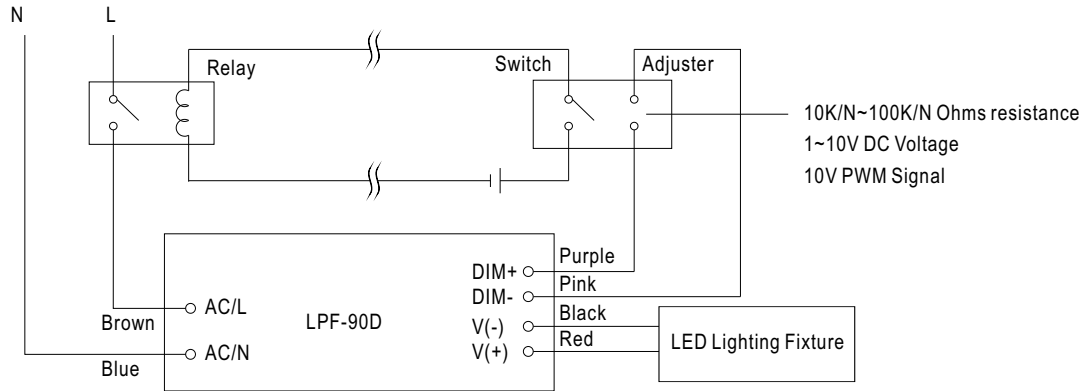 N
L
Relay
Switch
Adjuster
10K/N~100K/N Ohms resistance
1~10V DC Voltage
10V PWM Signal
Purple
DIM+
Pink
DIM-
Black
V(-)
Red
V(+)
AC/L
Brown
LPF-90D
LED Lighting Fixture
AC/N
Blue